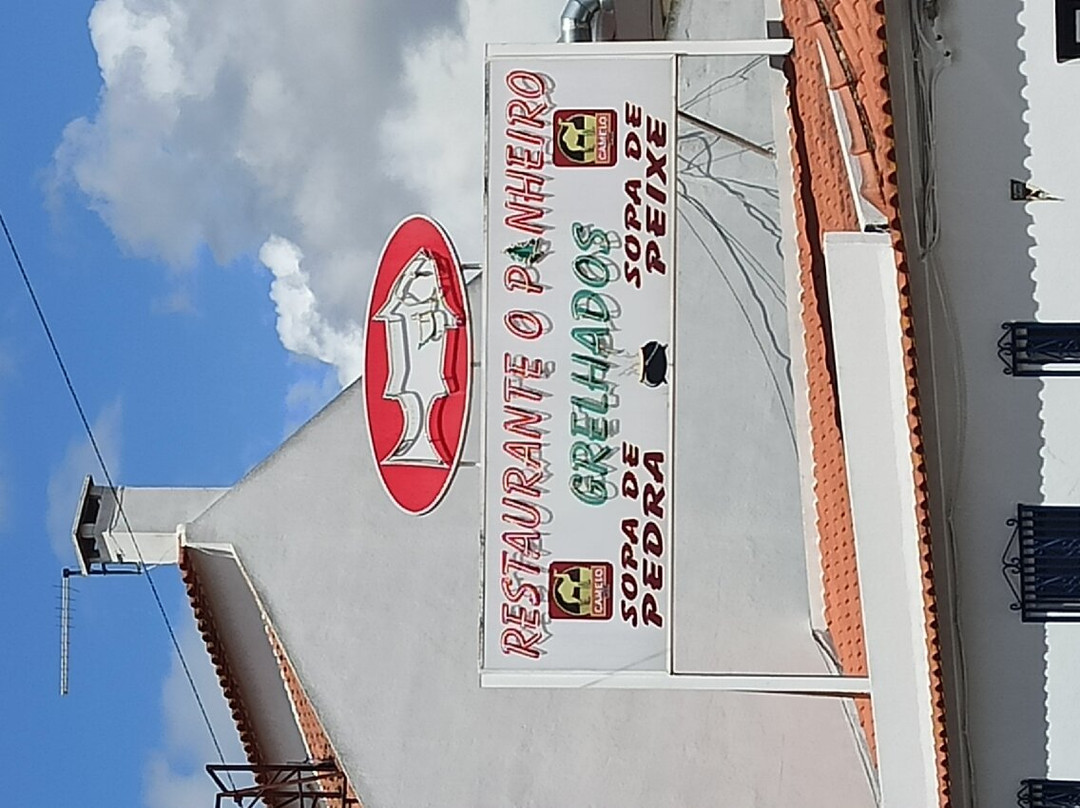 RESTAURANTE O PINHEIRO
GRELHADOS
CAMELO
CAMELO
SOPA DE
PEDRA
SOPA DE
PEIXE